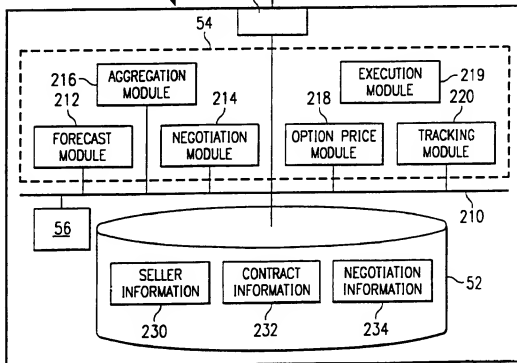 54
216
AGGREGATION
MODULE
EXECUTION
MODULE
219
212
214
218
220
FORECAST
MODULE
NEGOTIATION
MODULE
OPTION PRICE
MODULE
TRACKING
MODULE
56
210
SELLER
INFORMATION
CONTRACT
INFORMATION
NEGOTIATION
INFORMATION
52
230
232
234